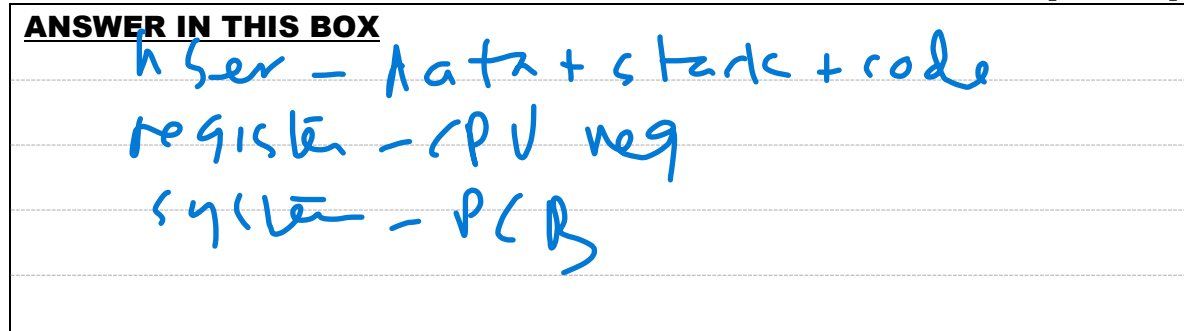 ANSWER IN THIS BOX
user - data + stack + code
register - CPU reg
system - PCB